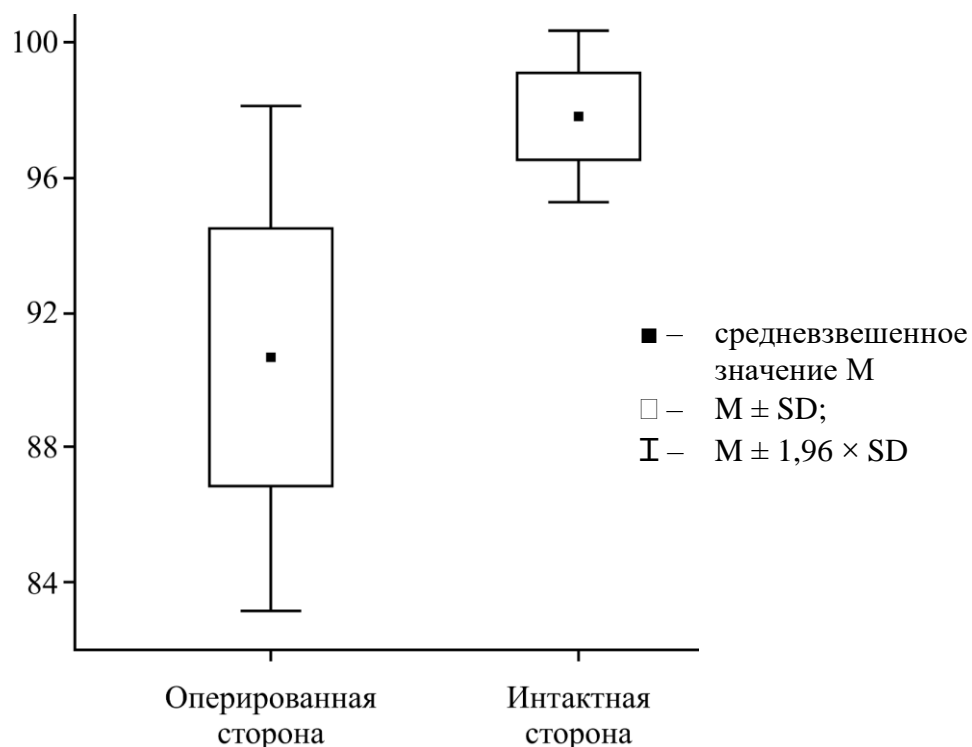 100
96
92
88
84
Оперированная
сторона
Интактная
сторона
■ – средневзвешенное
значение М
□ – М ± SD;
⌶ – М ± 1,96 × SD